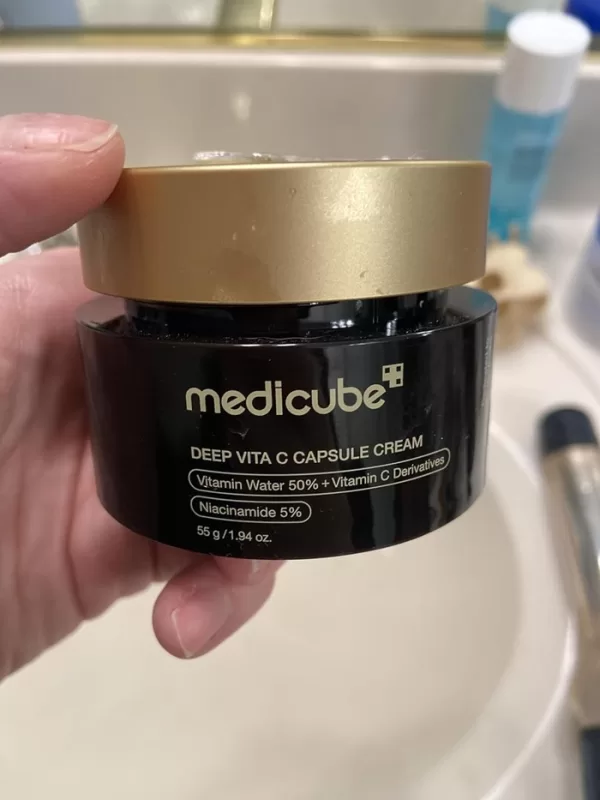 medicube
DEEP VITA C CAPSULE CREAM
Vitamin Water 50% + Vitamin C Derivatives
Niacinamide 5%
55 g / 1.94 oz.